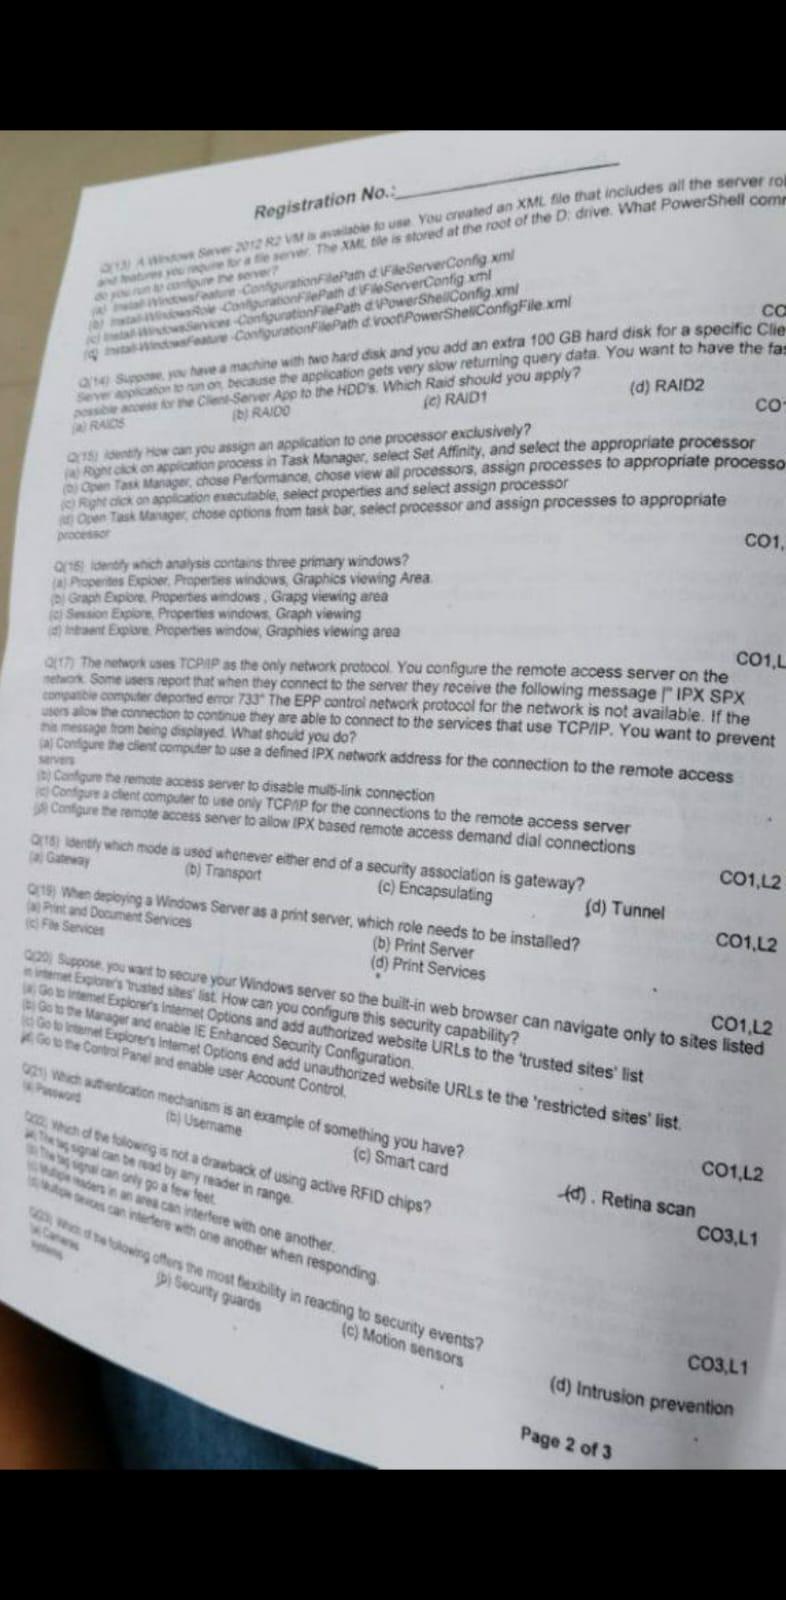 Registration No.:
Q(13) A Windows Server 2012 R2 VM is available to use. You created an XML file that includes all the server rol
and features you require for a file server. The XML file is stored at the root of the D: drive. What PowerShell com
do you run to configure the server?
(a) Install-WindowsFeature -ConfigurationFilePath d:\FileServerConfig.xml
(b) Install-WindowsRole -ConfigurationFilePath d:\FileServerConfig.xml
(c) Install-WindowsServices -ConfigurationFilePath d:\PowerShellConfig.xml
(d) Install-WindowsFeature -ConfigurationFilePath d:\root\PowerShellConfigFile.xml
CO
Q(14) Suppose, you have a machine with two hard disk and you add an extra 100 GB hard disk for a specific Clie
Server application to run on, because the application gets very slow returning query data. You want to have the fas
possible access for the Client-Server App to the HDD's. Which Raid should you apply?
(a) RAID5 (b) RAID0 (c) RAID1 (d) RAID2
CO
Q(15) Identify How can you assign an application to one processor exclusively?
(a) Right click on application process in Task Manager, select Set Affinity, and select the appropriate processor
(b) Open Task Manager, chose Performance, chose view all processors, assign processes to appropriate processo
(c) Right click on application executable, select properties and select assign processor
(d) Open Task Manager, chose options from task bar, select processor and assign processes to appropriate
processor
CO1,
Q(16) Identify which analysis contains three primary windows?
(a) Properites Exploer, Properties windows, Graphics viewing Area.
(b) Graph Explore, Properties windows , Grapg viewing area
(c) Session Explore, Properties windows, Graph viewing
(d) Intraent Explore, Properties window, Graphies viewing area
CO1,L
Q(17) The network uses TCP/IP as the only network protocol. You configure the remote access server on the
network. Some users report that when they connect to the server they receive the following message |" IPX SPX
compatible computer deported error 733" The EPP control network protocol for the network is not available. If the
users allow the connection to continue they are able to connect to the services that use TCP/IP. You want to prevent
this message from being displayed. What should you do?
(a) Configure the client computer to use a defined IPX network address for the connection to the remote access
servers
(b) Configure the remote access server to disable multi-link connection
(c) Configure a client computer to use only TCP/IP for the connections to the remote access server
(d) Configure the remote access server to allow IPX based remote access demand dial connections
CO1,L2
Q(18) Identify which mode is used whenever either end of a security association is gateway?
(a) Gateway (b) Transport (c) Encapsulating (d) Tunnel
CO1,L2
Q(19) When deploying a Windows Server as a print server, which role needs to be installed?
(a) Print and Document Services (b) Print Server
(c) File Services (d) Print Services
CO1,L2
Q(20) Suppose, you want to secure your Windows server so the built-in web browser can navigate only to sites listed
in Internet Explorer's 'trusted sites' list. How can you configure this security capability?
(a) Go to Internet Explorer's Internet Options and add authorized website URLs to the 'trusted sites' list
(b) Go to the Manager and enable IE Enhanced Security Configuration.
(c) Go to Internet Explorer's Internet Options end add unauthorized website URLs te the 'restricted sites' list.
(d) Go to the Control Panel and enable user Account Control.
CO1,L2
Q(21) Which authentication mechanism is an example of something you have?
(a) Password (b) Username (c) Smart card (d) . Retina scan
CO3,L1
Q(22) Which of the following is not a drawback of using active RFID chips?
(a) The tag signal can be read by any reader in range.
(b) The tag signal can only go a few feet.
(c) Multiple readers in an area can interfere with one another.
(d) Multiple devices can interfere with one another when responding.
CO3,L1
Q(23) Which of the following offers the most flexibility in reacting to security events?
(a) Cameras (b) Security guards (c) Motion sensors (d) Intrusion prevention
systems
Page 2 of 3